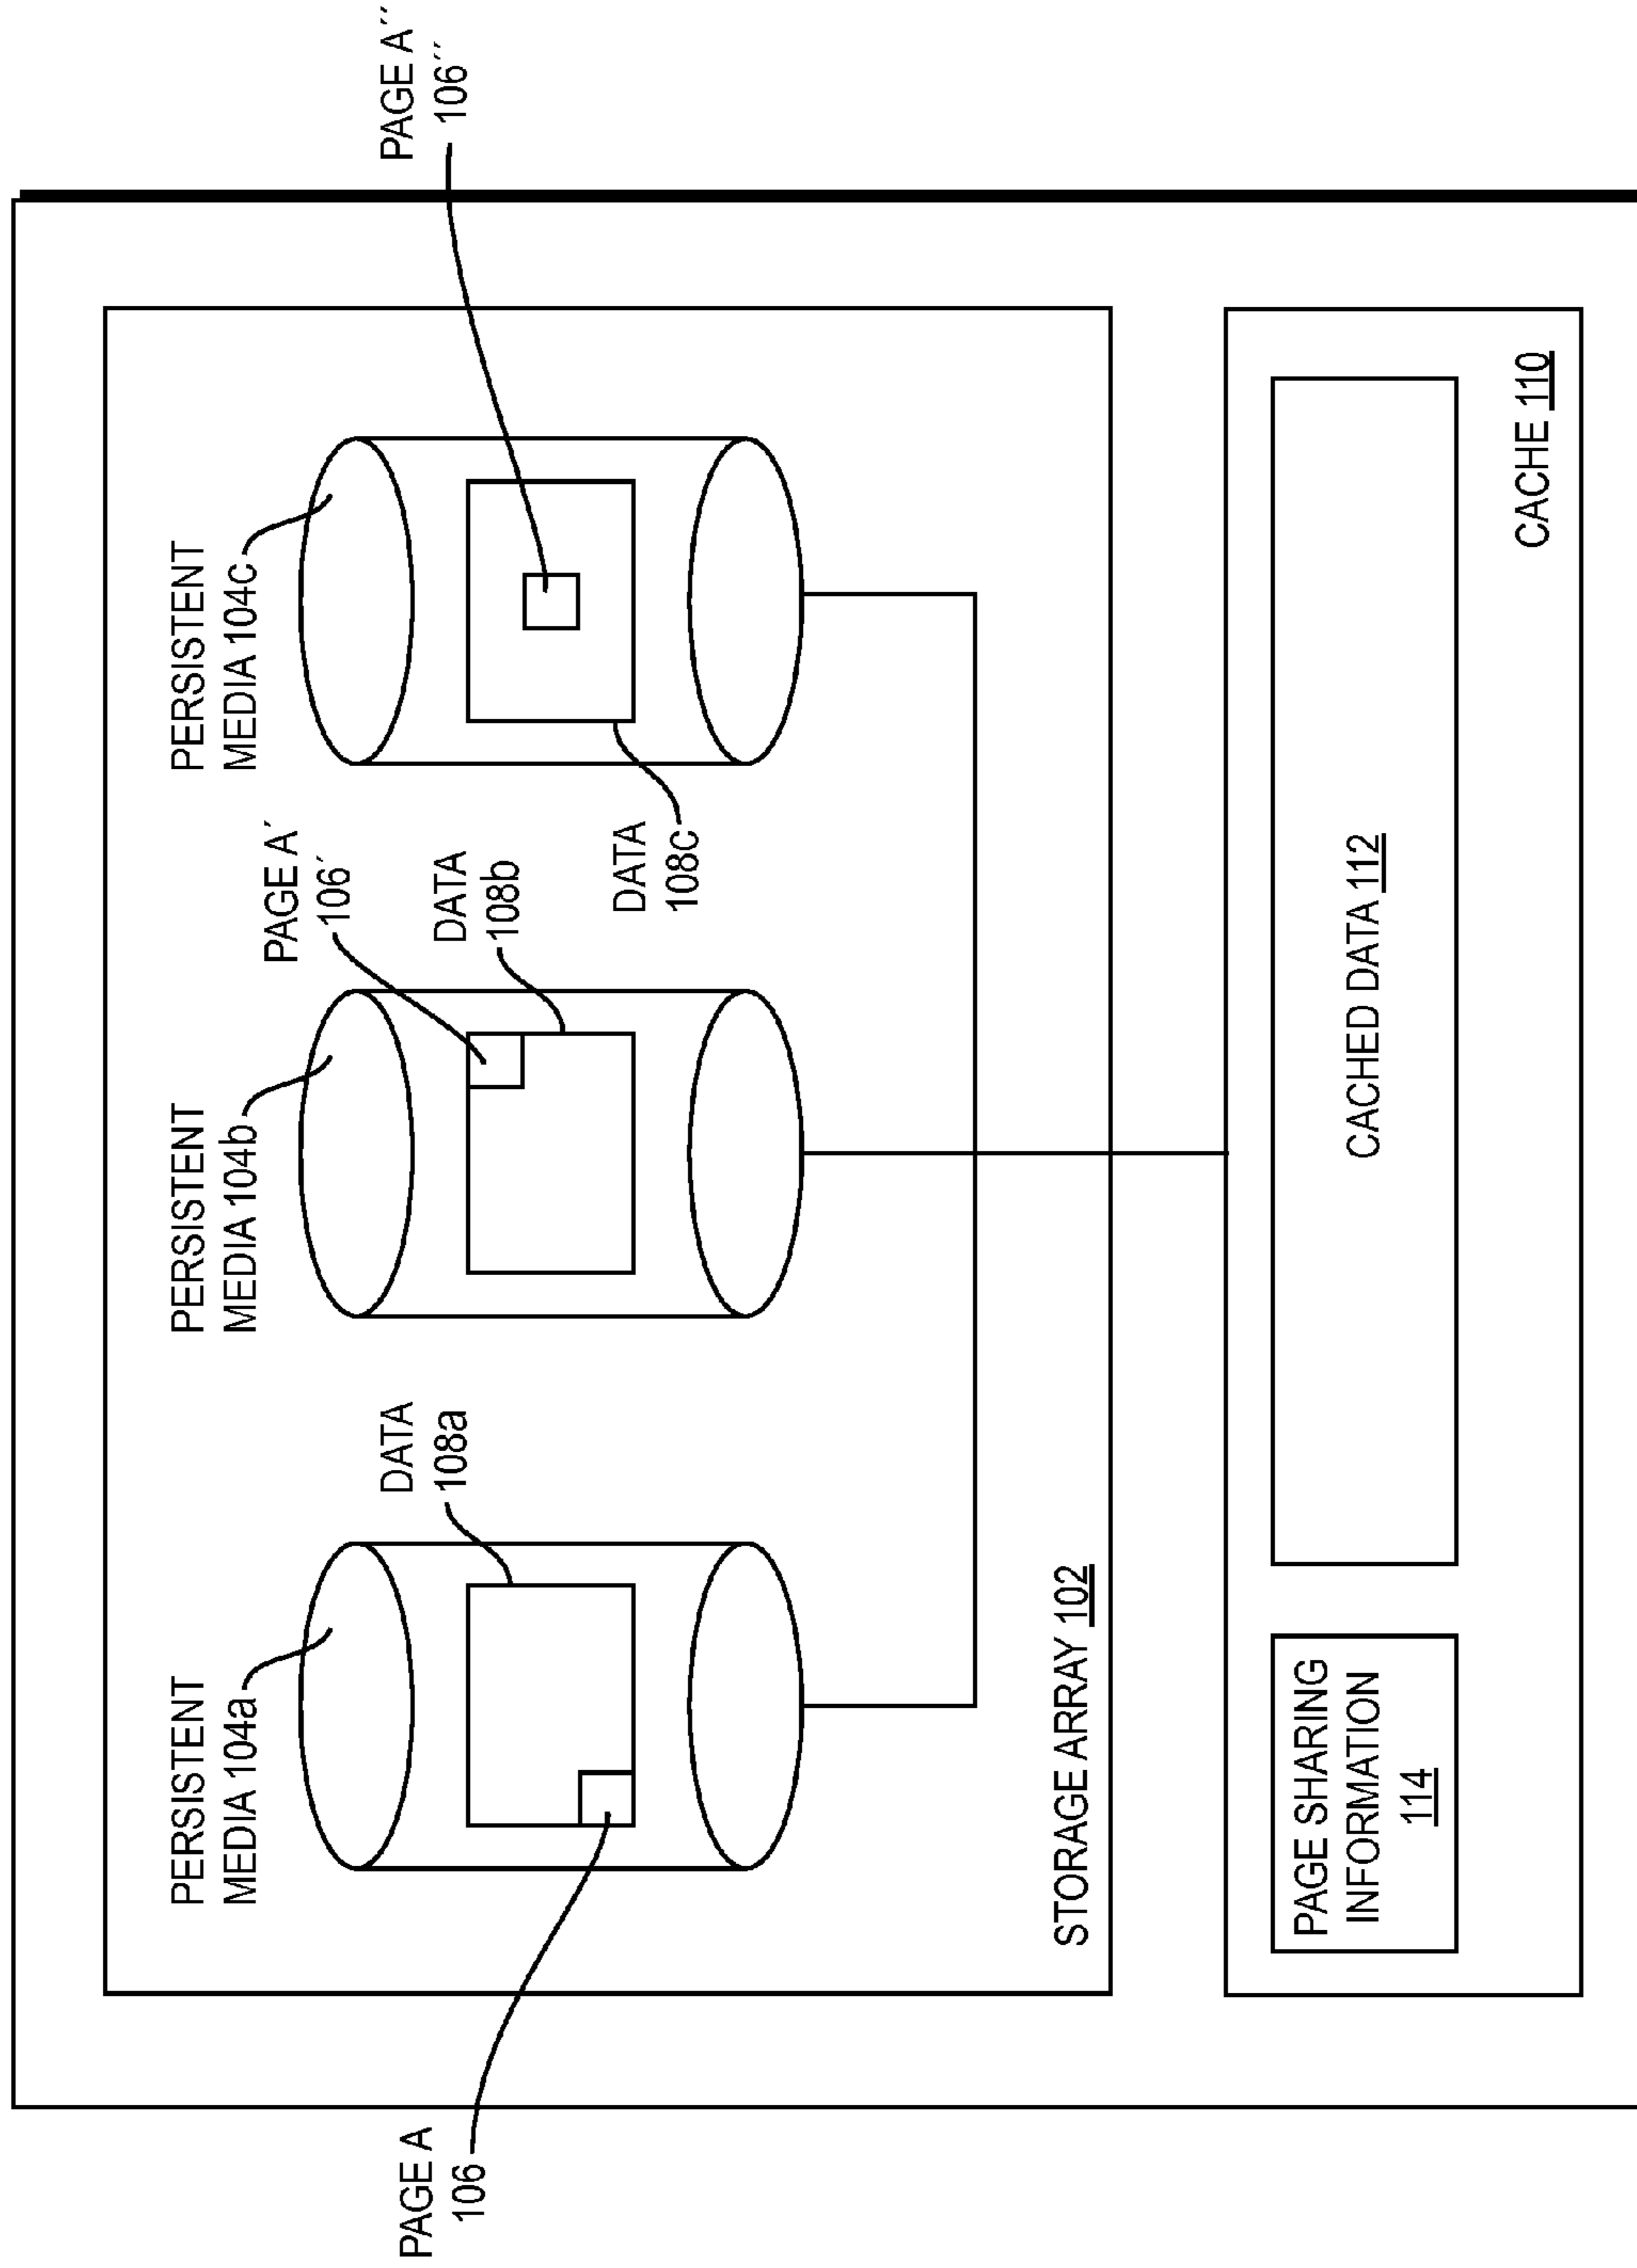 PERSISTENT
MEDIA 104a
PERSISTENT
MEDIA 104b
PERSISTENT
MEDIA 104c
PAGE A
106
DATA
108a
PAGE A´
106´
DATA
108b
DATA
108c
PAGE A´´
106´´
STORAGE ARRAY 102
PAGE SHARING
INFORMATION
114
CACHED DATA 112
CACHE 110